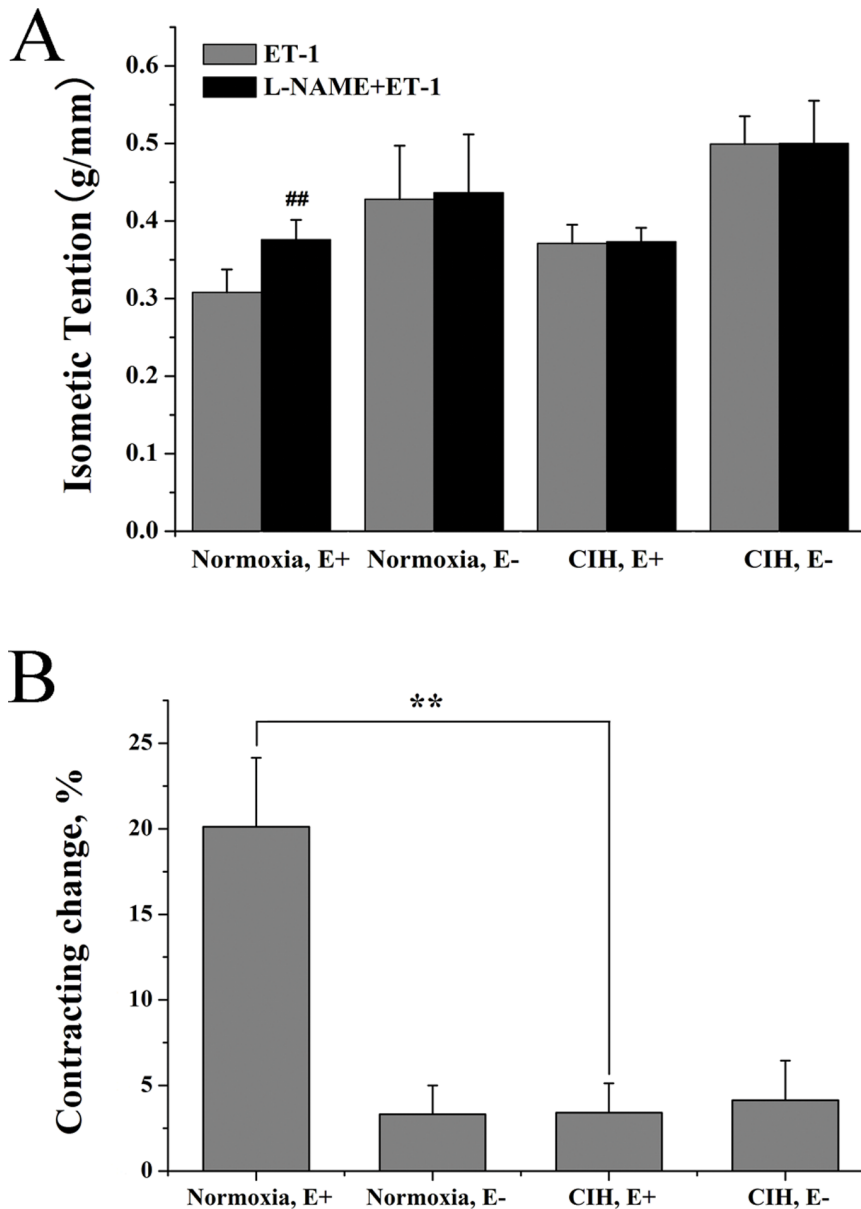 A
Isometic Tention (g/mm)
0.6
0.5
0.4
0.3
0.2
0.1
0.0
ET-1
L-NAME+ET-1
##
Normoxia, E+ Normoxia, E- CIH, E+ CIH, E-
B
Contracting change, %
25
20
15
10
5
0
**
Normoxia, E+ Normoxia, E- CIH, E+ CIH, E-